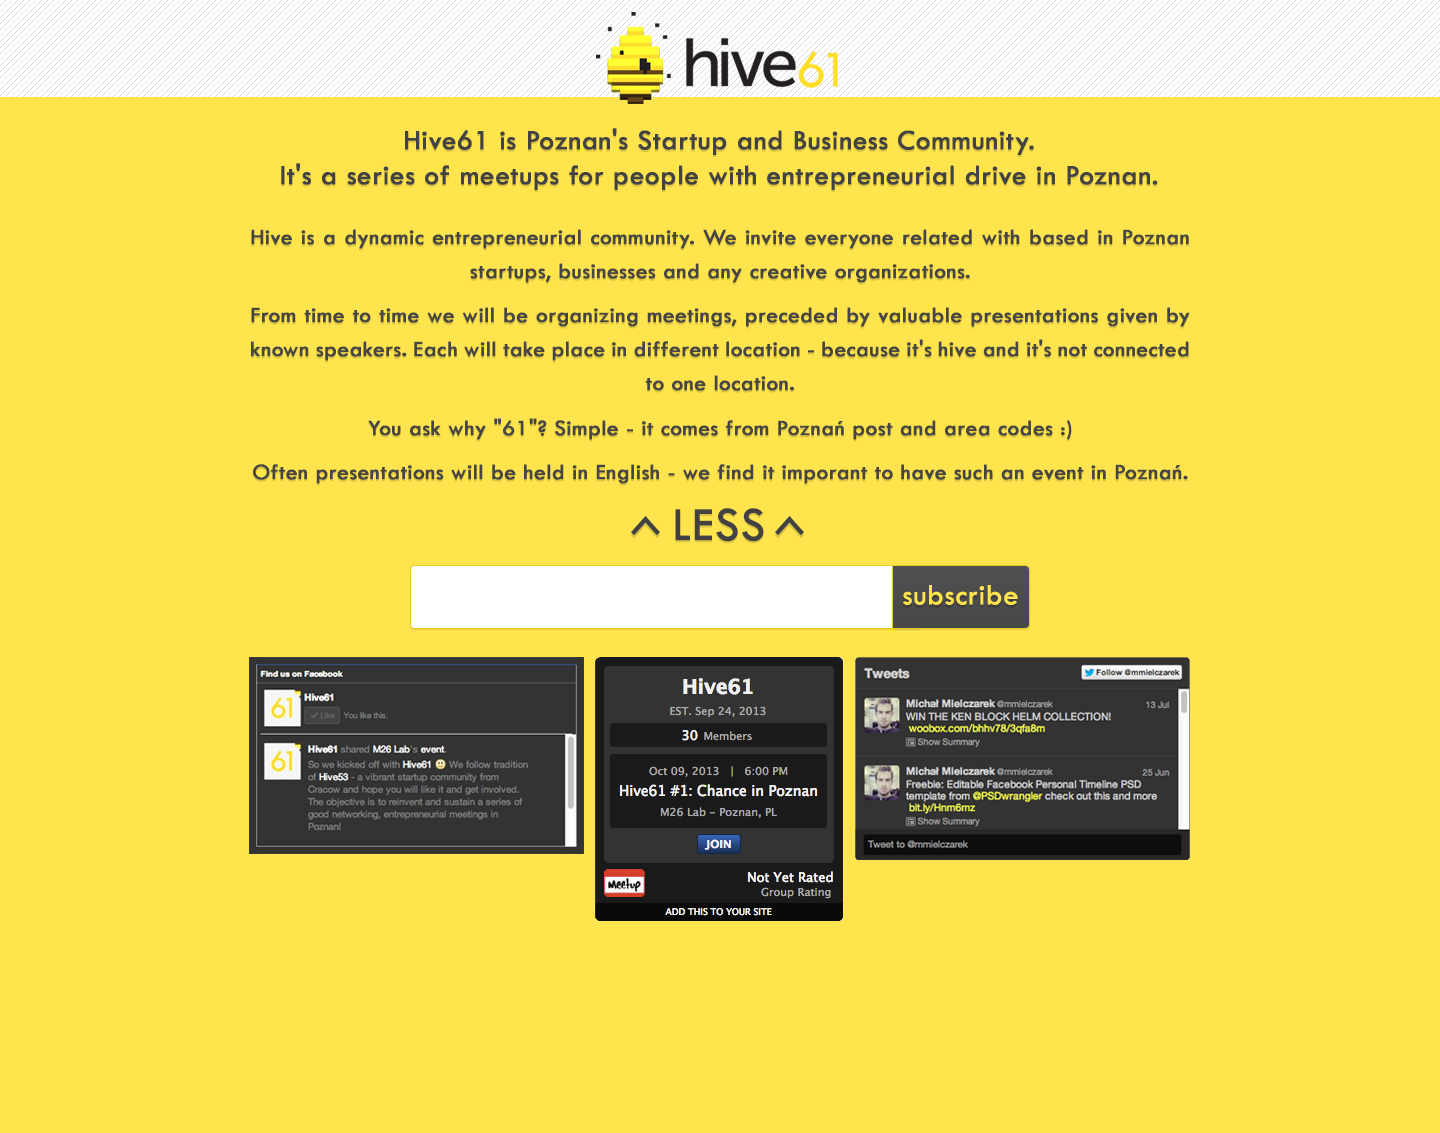 hive61
Hive61 is Poznan's Startup and Business Community.
It's a series of meetups for people with entrepreneurial drive in Poznan.
Hive is a dynamic entrepreneurial community. We invite everyone related with based in Poznan
startups, businesses and any creative organizations.
From time to time we will be organizing meetings, preceded by valuable presentations given by
known speakers. Each will take place in different location - because it's hive and it's not connected
to one location.
You ask why "61"? Simple - it comes from Poznań post and area codes :)
Often presentations will be held in English - we find it imporant to have such an event in Poznań.
^ LESS ^
subscribe
Find us on Facebook
61
Hive61
Like You like this.
61
Hive61 shared M26 Lab's event.
So we kicked off with Hive61 We follow tradition
of Hive53 - a vibrant startup community from
Cracow and hope you will like it and get involved.
The objective is to reinvent and sustain a series of
good networking, entrepreneurial meetings in
Poznan!
Hive61
EST. Sep 24, 2013
30 Members
Oct 09, 2013 | 6:00 PM
Hive61 #1: Chance in Poznan
M26 Lab - Poznan, PL
JOIN
Meetup
Not Yet Rated
Group Rating
ADD THIS TO YOUR SITE
Tweets
Follow @mmielczarek
Michał Mielczarek @mmielczarek 13 Jul
WIN THE KEN BLOCK HELM COLLECTION!
woobox.com/bhhv78/3qfa8m
Show Summary
Michał Mielczarek @mmielczarek 25 Jun
Freebie: Editable Facebook Personal Timeline PSD
template from @PSDwrangler check out this and more
bit.ly/Hnm6mz
Show Summary
Tweet to @mmielczarek